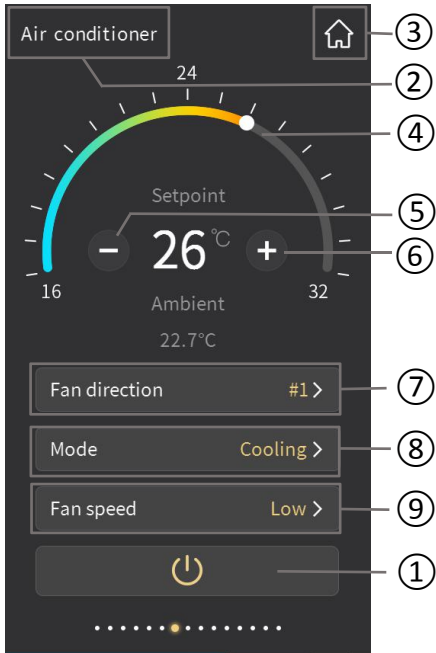 Air conditioner
③
②
24
④
Setpoint
⑤
− 26 °C +
⑥
16
32
Ambient
22.7°C
Fan direction #1 >
⑦
Mode Cooling >
⑧
Fan speed Low >
⑨
①